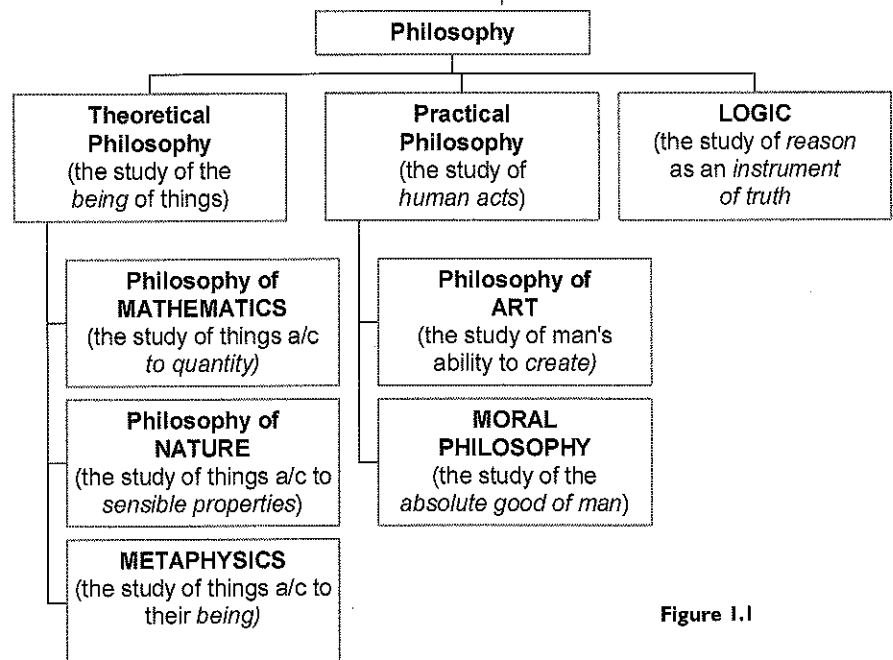 Philosophy
Theoretical
Philosophy
(the study of the
being of things)
Practical
Philosophy
(the study of
human acts)
LOGIC
(the study of reason
as an instrument
of truth
Philosophy of
MATHEMATICS
(the study of things a/c
to quantity)
Philosophy of
NATURE
(the study of things a/c to
sensible properties)
METAPHYSICS
(the study of things a/c to
their being)
Philosophy of
ART
(the study of man's
ability to create)
MORAL
PHILOSOPHY
(the study of the
absolute good of man)
Figure 1.1